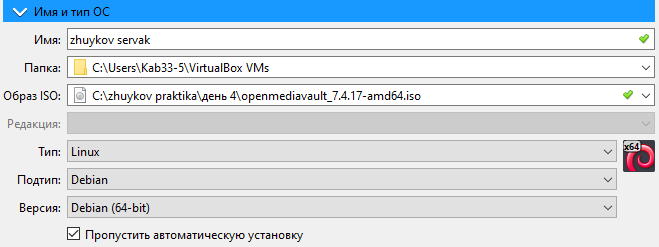 Имя и тип ОС
Имя: zhuykov servak
Папка: C:\Users\Kab33-5\VirtualBox VMs
Образ ISO: C:\zhuykov praktika\день 4\openmediavault_7.4.17-amd64.iso
Редакция:
Тип: Linux x64
Подтип: Debian
Версия: Debian (64-bit)
Пропустить автоматическую установку